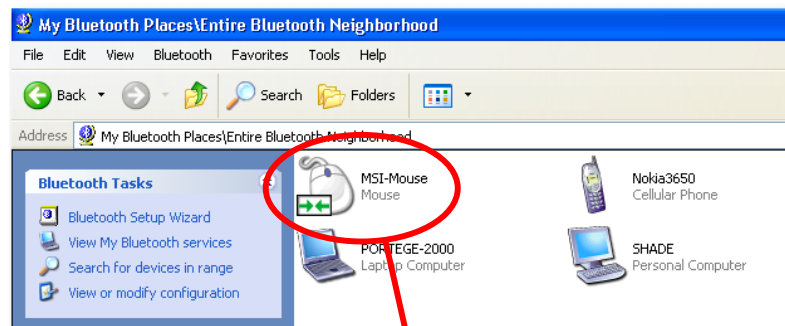 My Bluetooth Places\Entire Bluetooth Neighborhood
File Edit View Bluetooth Favorites Tools Help
Back Search Folders
Address My Bluetooth Places\Entire Bluetooth Neighborhood
Bluetooth Tasks
Bluetooth Setup Wizard
View My Bluetooth services
Search for devices in range
View or modify configuration
MSI-Mouse
Mouse
Nokia3650
Cellular Phone
PORTEGE-2000
Laptop Computer
SHADE
Personal Computer